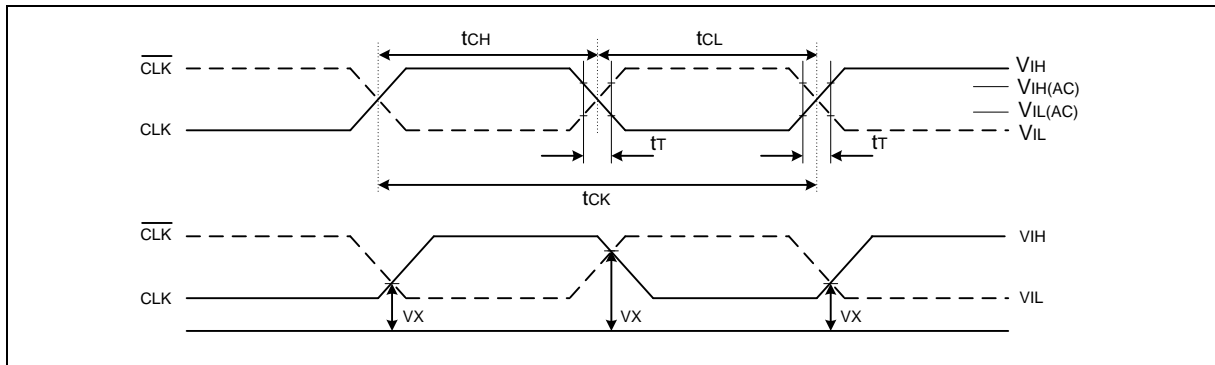 tCH tCL
CLK VIH
VIH(AC)
VIL(AC)
CLK VIL
tT tT
tCK
CLK VIH
CLK VIL
VX VX VX